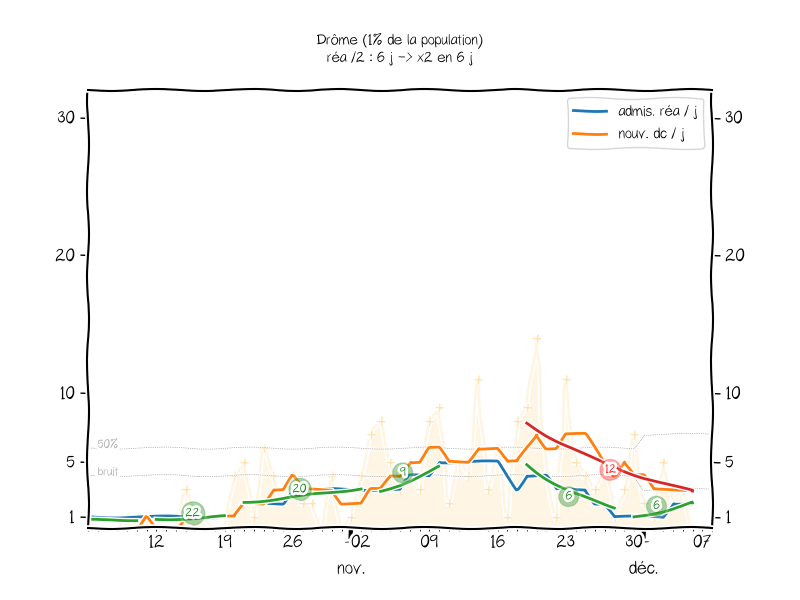 Drôme (1% de la population)
réa /2 : 6 j -> x2 en 6 j
admis. réa / j
nouv. dc / j
30 30
20 20
10 10
50%
5 5
bruit
1 1
22 20 9 6 12 6
12 19 26 02 09 16 23 30 07
nov. déc.